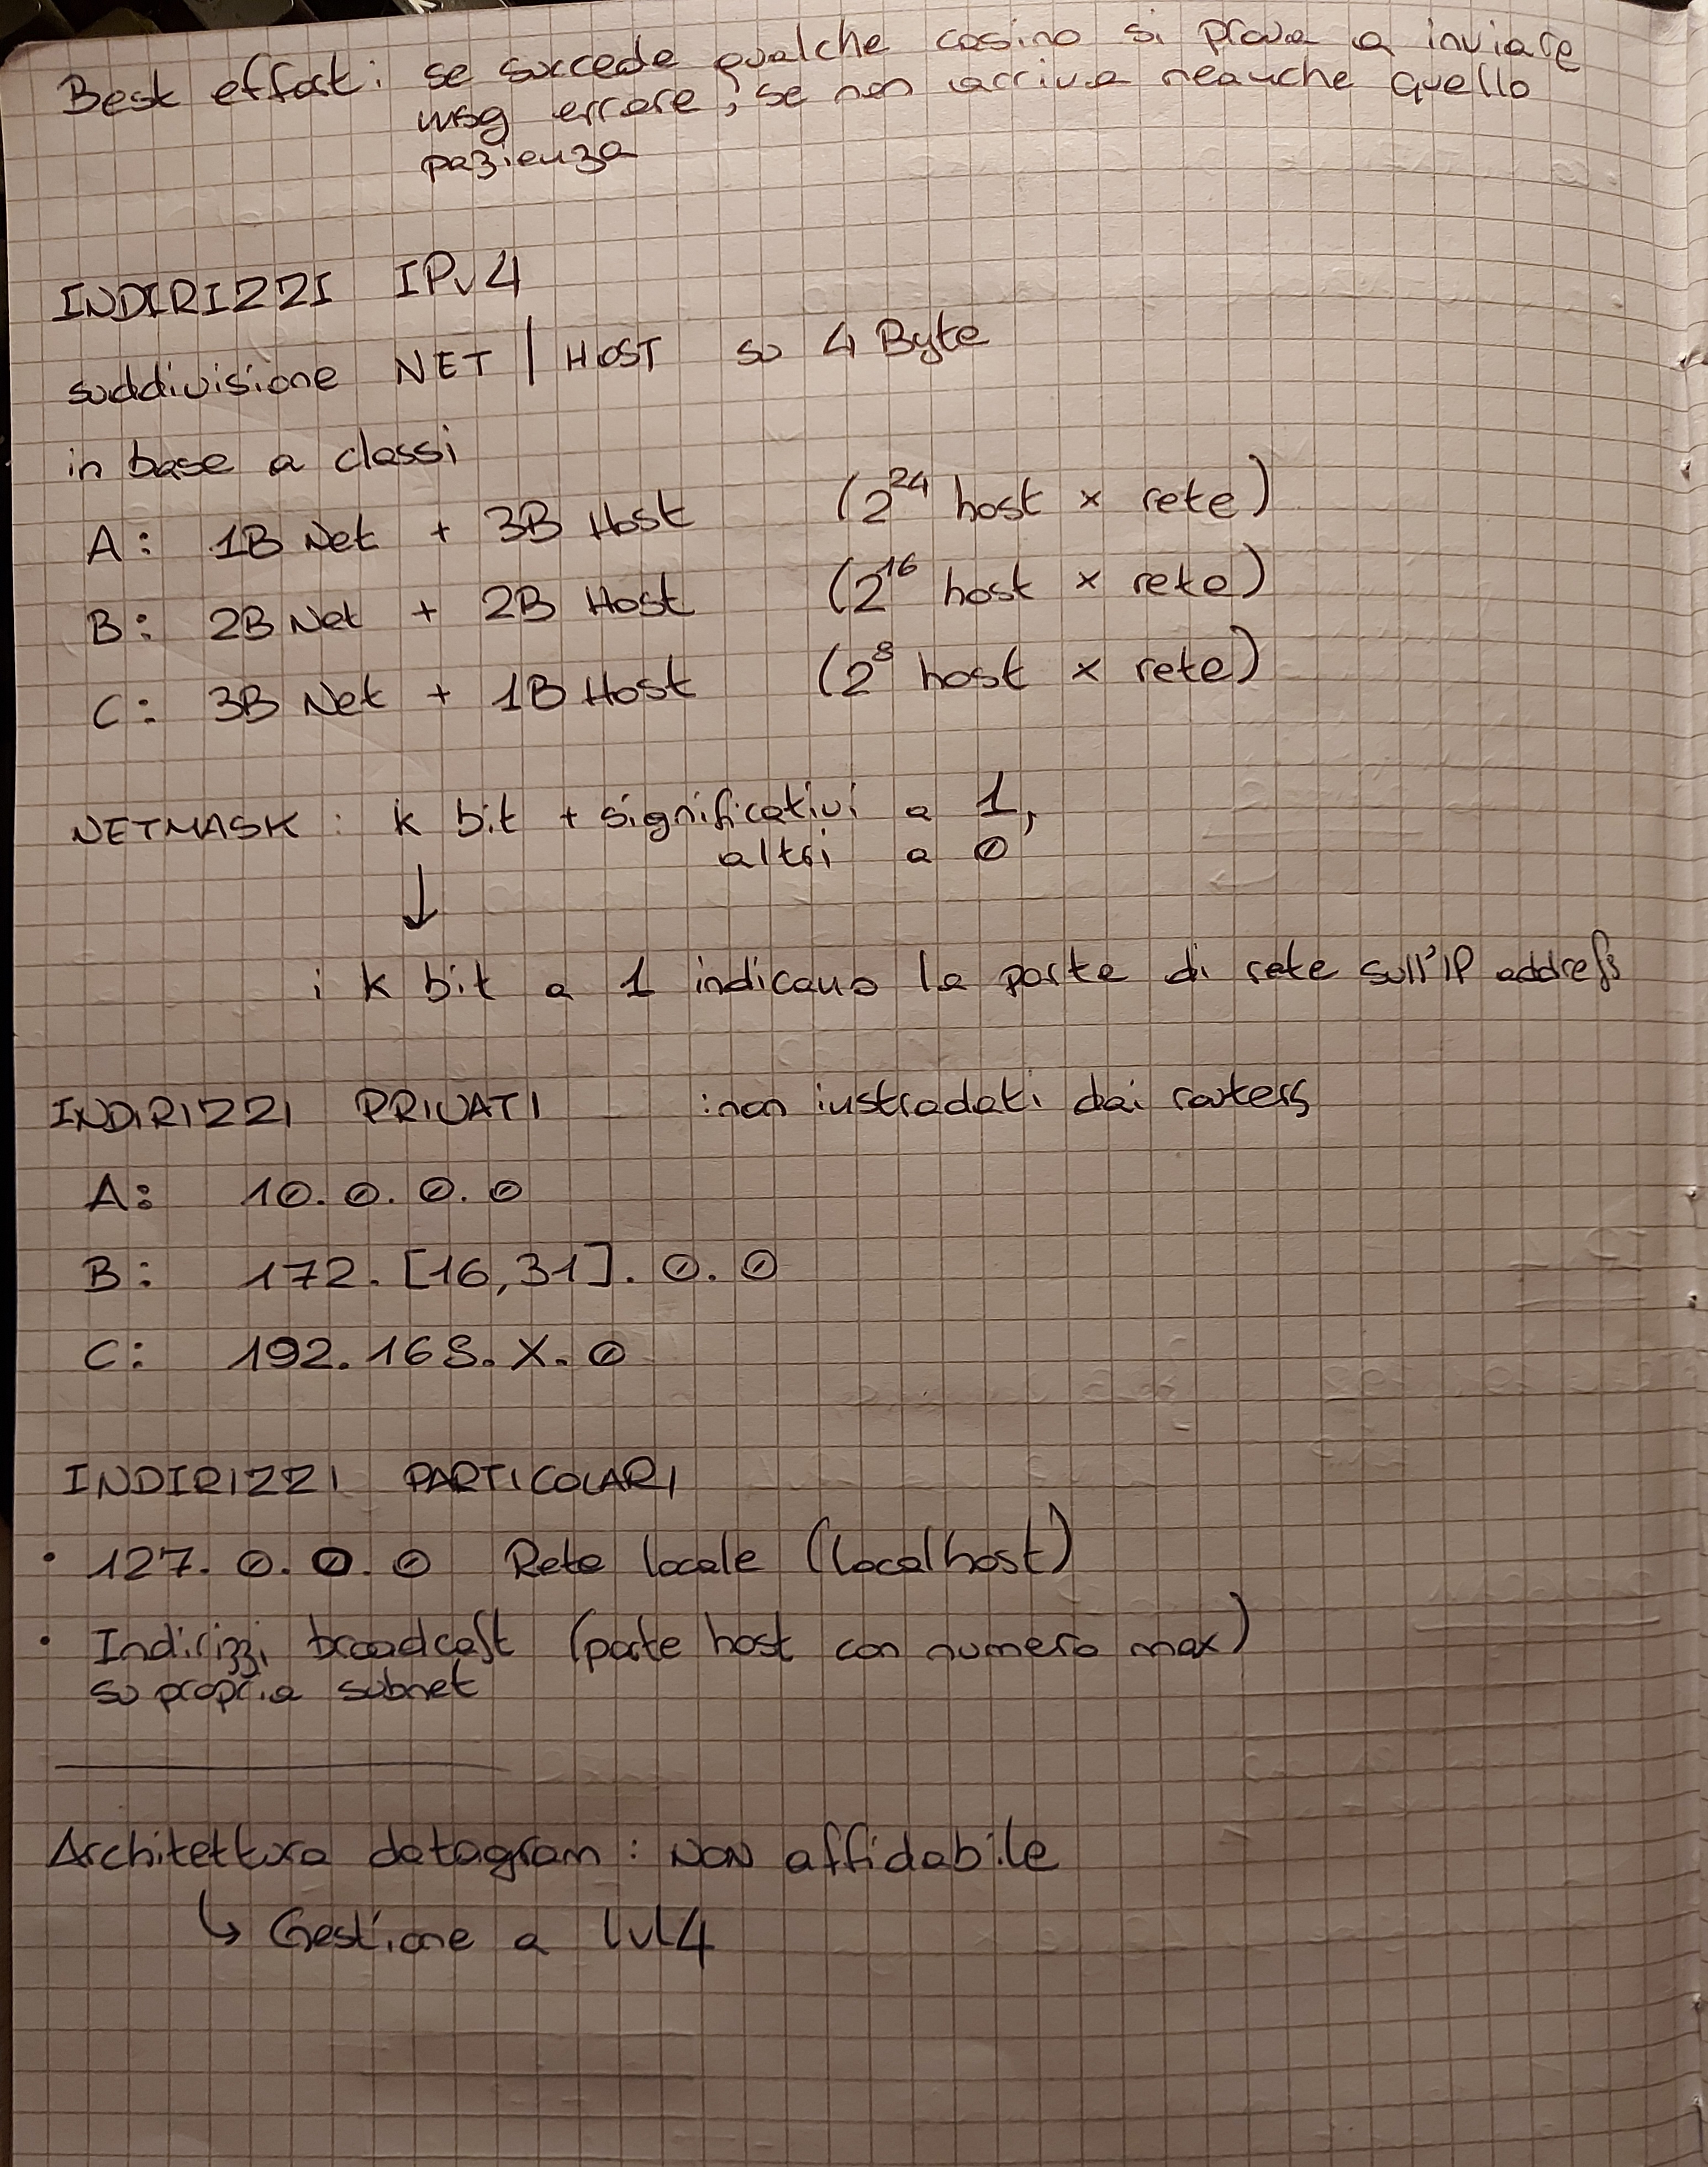 Best effort: se succede qualche casino si prova a inviare
msg errore, se non arriva neanche quello
pazienza
INDIRIZZI IPv4
suddivisione NET | HOST su 4 Byte
in base a classi
A: 1B Net + 3B Host (2^24 host x rete)
B: 2B Net + 2B Host (2^16 host x rete)
C: 3B Net + 1B Host (2^8 host x rete)
NETMASK: k bit + significativi a 1,
altri a 0
↓
i k bit a 1 indicano la parte di rete sull'IP address
INDIRIZZI PRIVATI : non instradati dai routers
A: 10.0.0.0
B: 172.[16,31].0.0
C: 192.168.X.0
INDIRIZZI PARTICOLARI
• 127.0.0.0 Rete locale (localhost)
• Indirizzi broadcast (parte host con numero max)
su propria subnet
Architettura datagram: NON affidabile
↳ Gestione a lvl4